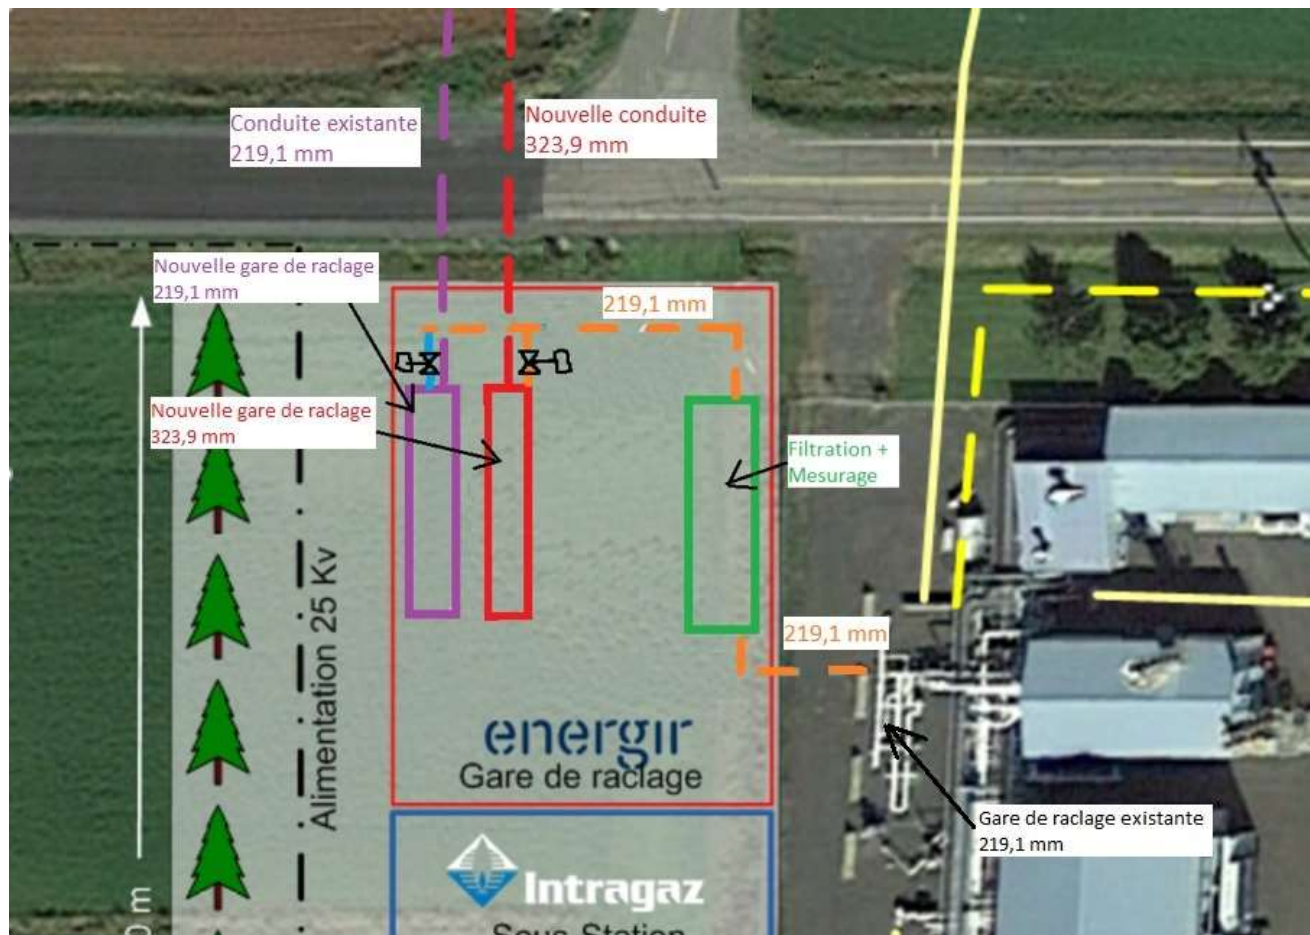 Conduite existante
219,1 mm
Nouvelle conduite
323,9 mm
Nouvelle gare de raclage
219,1 mm
219,1 mm
Nouvelle gare de raclage
323,9 mm
Filtration +
Mesurage
Alimentation 25 Kv
219,1 mm
energir
Gare de raclage
Gare de raclage existante
219,1 mm
Intragaz
Sous-Station
0 m